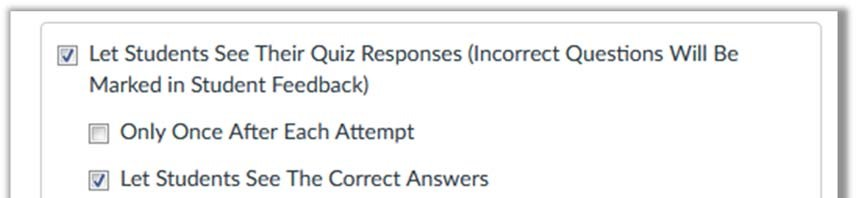 Let Students See Their Quiz Responses (Incorrect Questions Will Be
Marked in Student Feedback)
Only Once After Each Attempt
Let Students See The Correct Answers